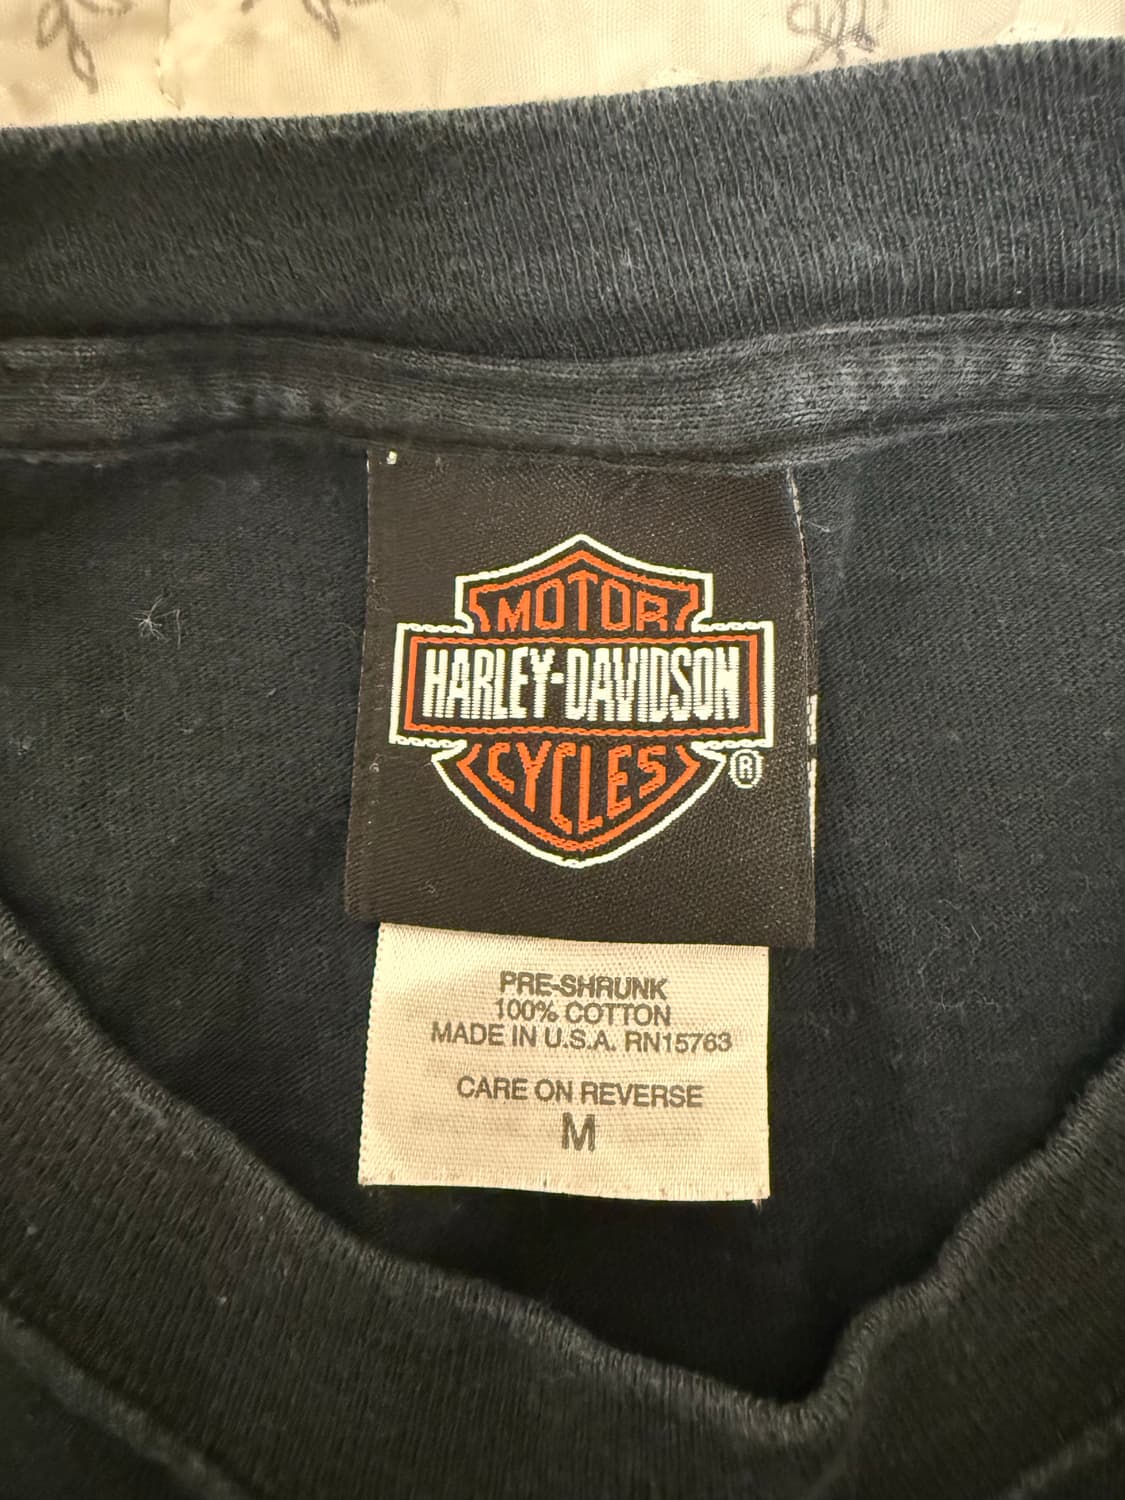 MOTOR
HARLEY-DAVIDSON
CYCLES
®
PRE-SHRUNK
100% COTTON
MADE IN U.S.A. RN15763
CARE ON REVERSE
M